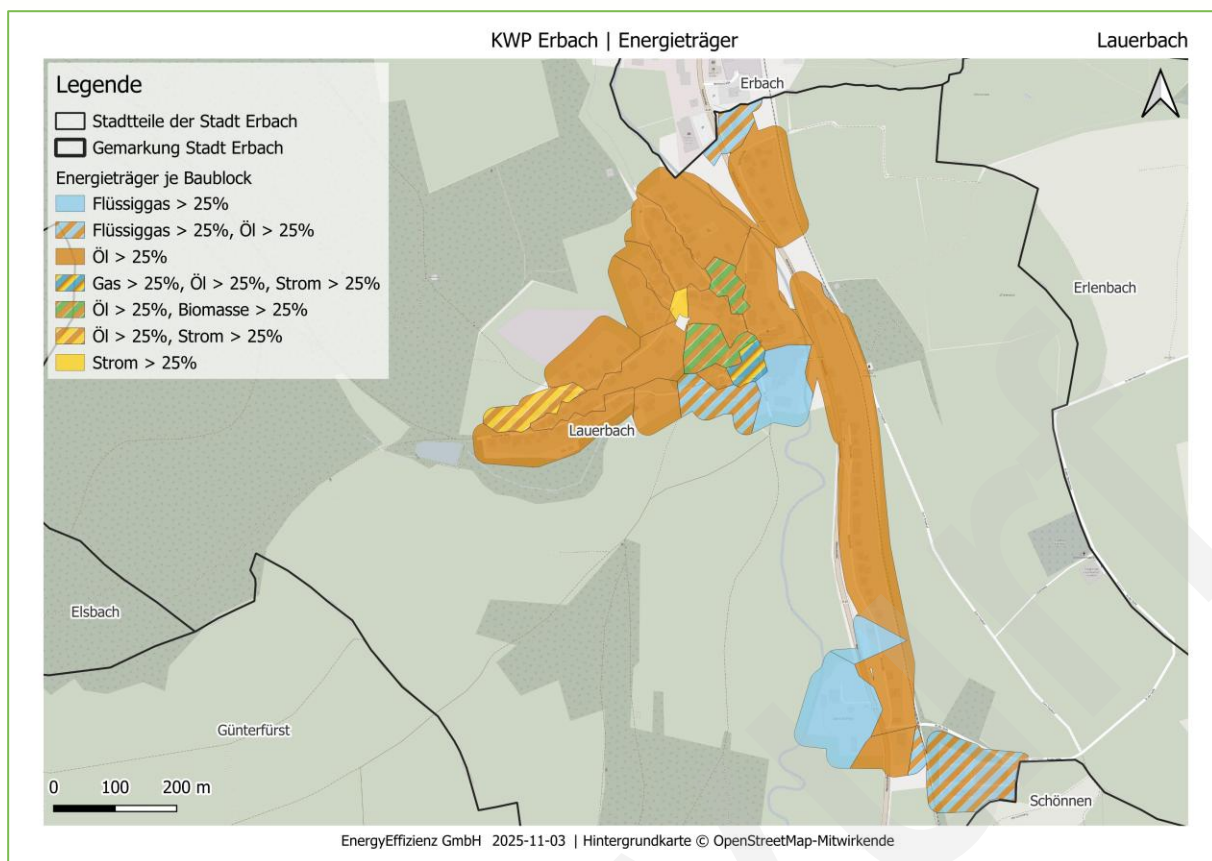 KWP Erbach | Energieträger
Lauerbach
Legende
Stadtteile der Stadt Erbach
Gemarkung Stadt Erbach
Energieträger je Baublock
Flüssiggas > 25%
Flüssiggas > 25%, Öl > 25%
Öl > 25%
Gas > 25%, Öl > 25%, Strom > 25%
Öl > 25%, Biomasse > 25%
Öl > 25%, Strom > 25%
Strom > 25%
Erbach
Erlenbach
Lauerbach
Elsbach
Günterfürst
Schönnen
0 100 200 m
EnergyEffizienz GmbH 2025-11-03 | Hintergrundkarte © OpenStreetMap-Mitwirkende